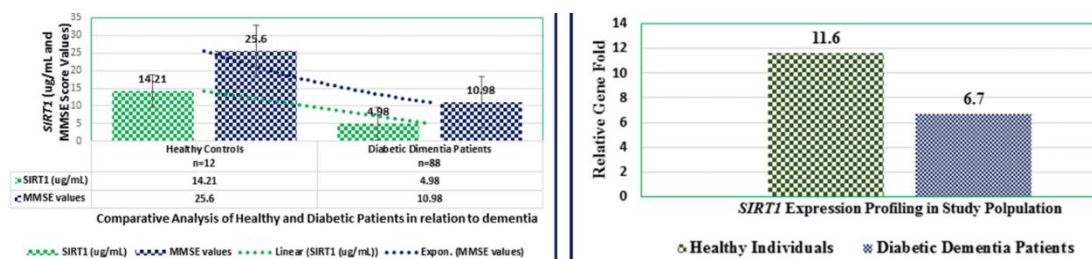 SIRT1 (ug/mL and
MMSE Score Values
35
30
25
20
15
10
5
0
14.21
25.6
4.98
10.98
Healthy Controls
n=12
Diabetic Dimentia Patients
n=88
SIRT1 (ug/mL)
14.21
4.98
MMSE values
25.6
10.98
Comparative Analysis of Healthy and Diabetic Patients in relation to dementia
SIRT1 (ug/mL)
MMSE values
Linear (SIRT1 (ug/mL))
Expon. (MMSE values)
Relative Gene Fold
14
12
10
8
6
4
2
0
11.6
6.7
SIRT1 Expression Profiling in Study Polpulation
Healthy Individuals
Diabetic Dementia Patients